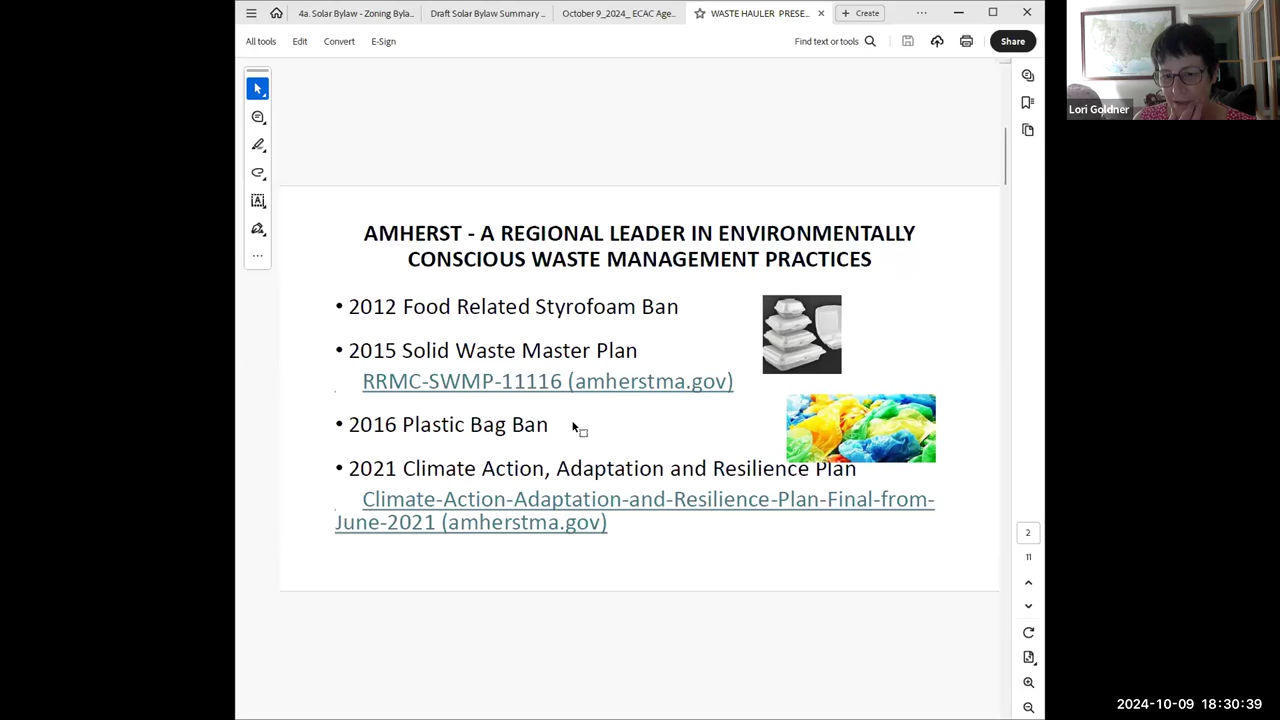 4a. Solar Bylaw - Zoning Byla...
Draft Solar Bylaw Summary ...
October 9_2024_ ECAC Age...
WASTE HAULER PRESE...
Create
All tools
Edit
Convert
E-Sign
Find text or tools
Share
Lori Goldner
AMHERST - A REGIONAL LEADER IN ENVIRONMENTALLY
CONSCIOUS WASTE MANAGEMENT PRACTICES
• 2012 Food Related Styrofoam Ban
• 2015 Solid Waste Master Plan
RRMC-SWMP-11116 (amherstma.gov)
• 2016 Plastic Bag Ban
• 2021 Climate Action, Adaptation and Resilience Plan
Climate-Action-Adaptation-and-Resilience-Plan-Final-from-
June-2021 (amherstma.gov)
2
11
2024-10-09 18:30:39